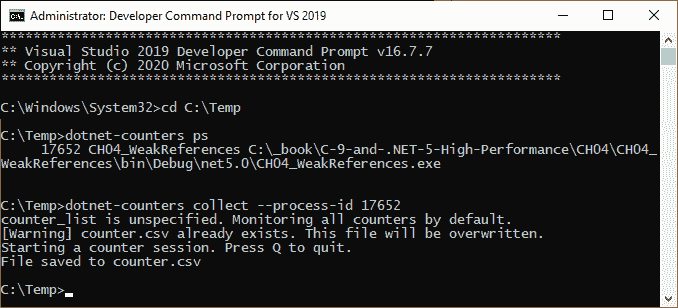 Administrator: Developer Command Prompt for VS 2019
**********************************************************************
** Visual Studio 2019 Developer Command Prompt v16.7.7
** Copyright (c) 2020 Microsoft Corporation
**********************************************************************
C:\Windows\System32>cd C:\Temp
C:\Temp>dotnet-counters ps
17652 CH04_WeakReferences C:\_book\C-9-and-.NET-5-High-Performance\CH04\CH04_
WeakReferences\bin\Debug\net5.0\CH04_WeakReferences.exe
C:\Temp>dotnet-counters collect --process-id 17652
counter_list is unspecified. Monitoring all counters by default.
[Warning] counter.csv already exists. This file will be overwritten.
Starting a counter session. Press Q to quit.
File saved to counter.csv
C:\Temp>